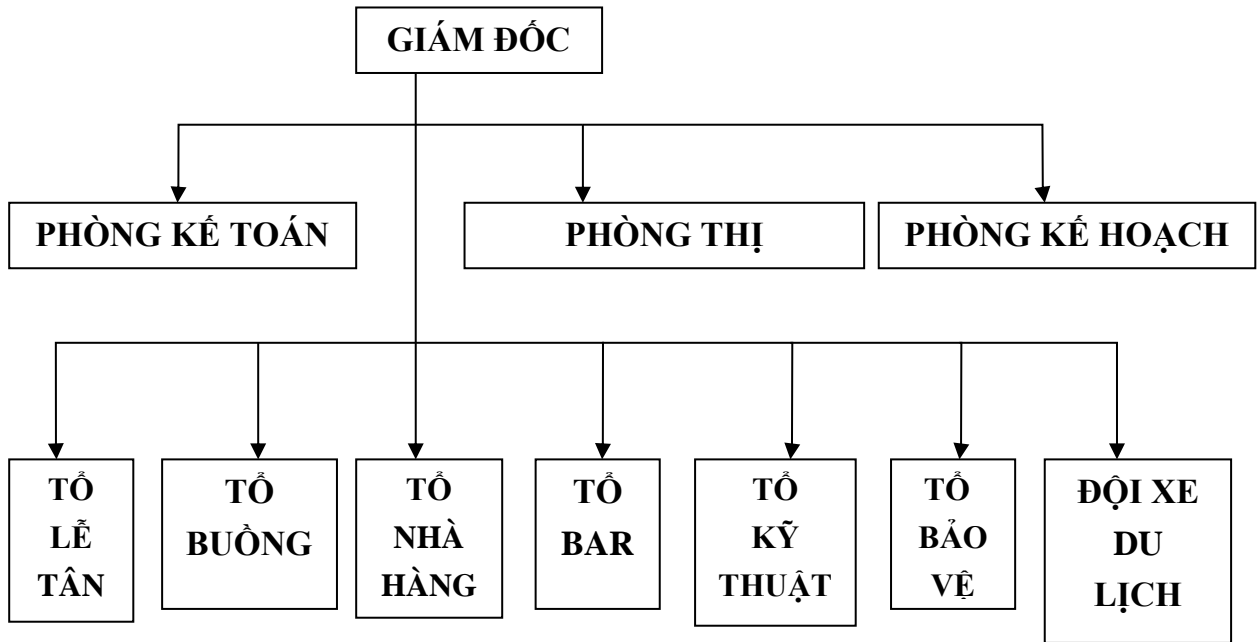 GIÁM ĐỐC
PHÒNG KẾ TOÁN
PHÒNG THỊ
PHÒNG KẾ HOẠCH
TỔ
LỄ
TÂN
TỔ
BUỒNG
TỔ
NHÀ
HÀNG
TỔ
BAR
TỔ
KỸ
THUẬT
TỔ
BẢO
VỆ
ĐỘI XE
DU
LỊCH